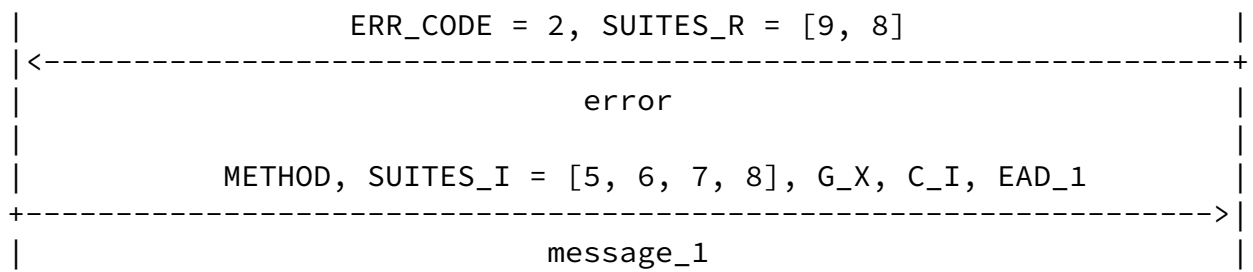 |                  ERR_CODE = 2, SUITES_R = [9, 8]                  |
|<------------------------------------------------------------------+
|                               error                               |
|                                                                   |
|           METHOD, SUITES_I = [5, 6, 7, 8], G_X, C_I, EAD_1        |
+------------------------------------------------------------------>|
|                             message_1                             |